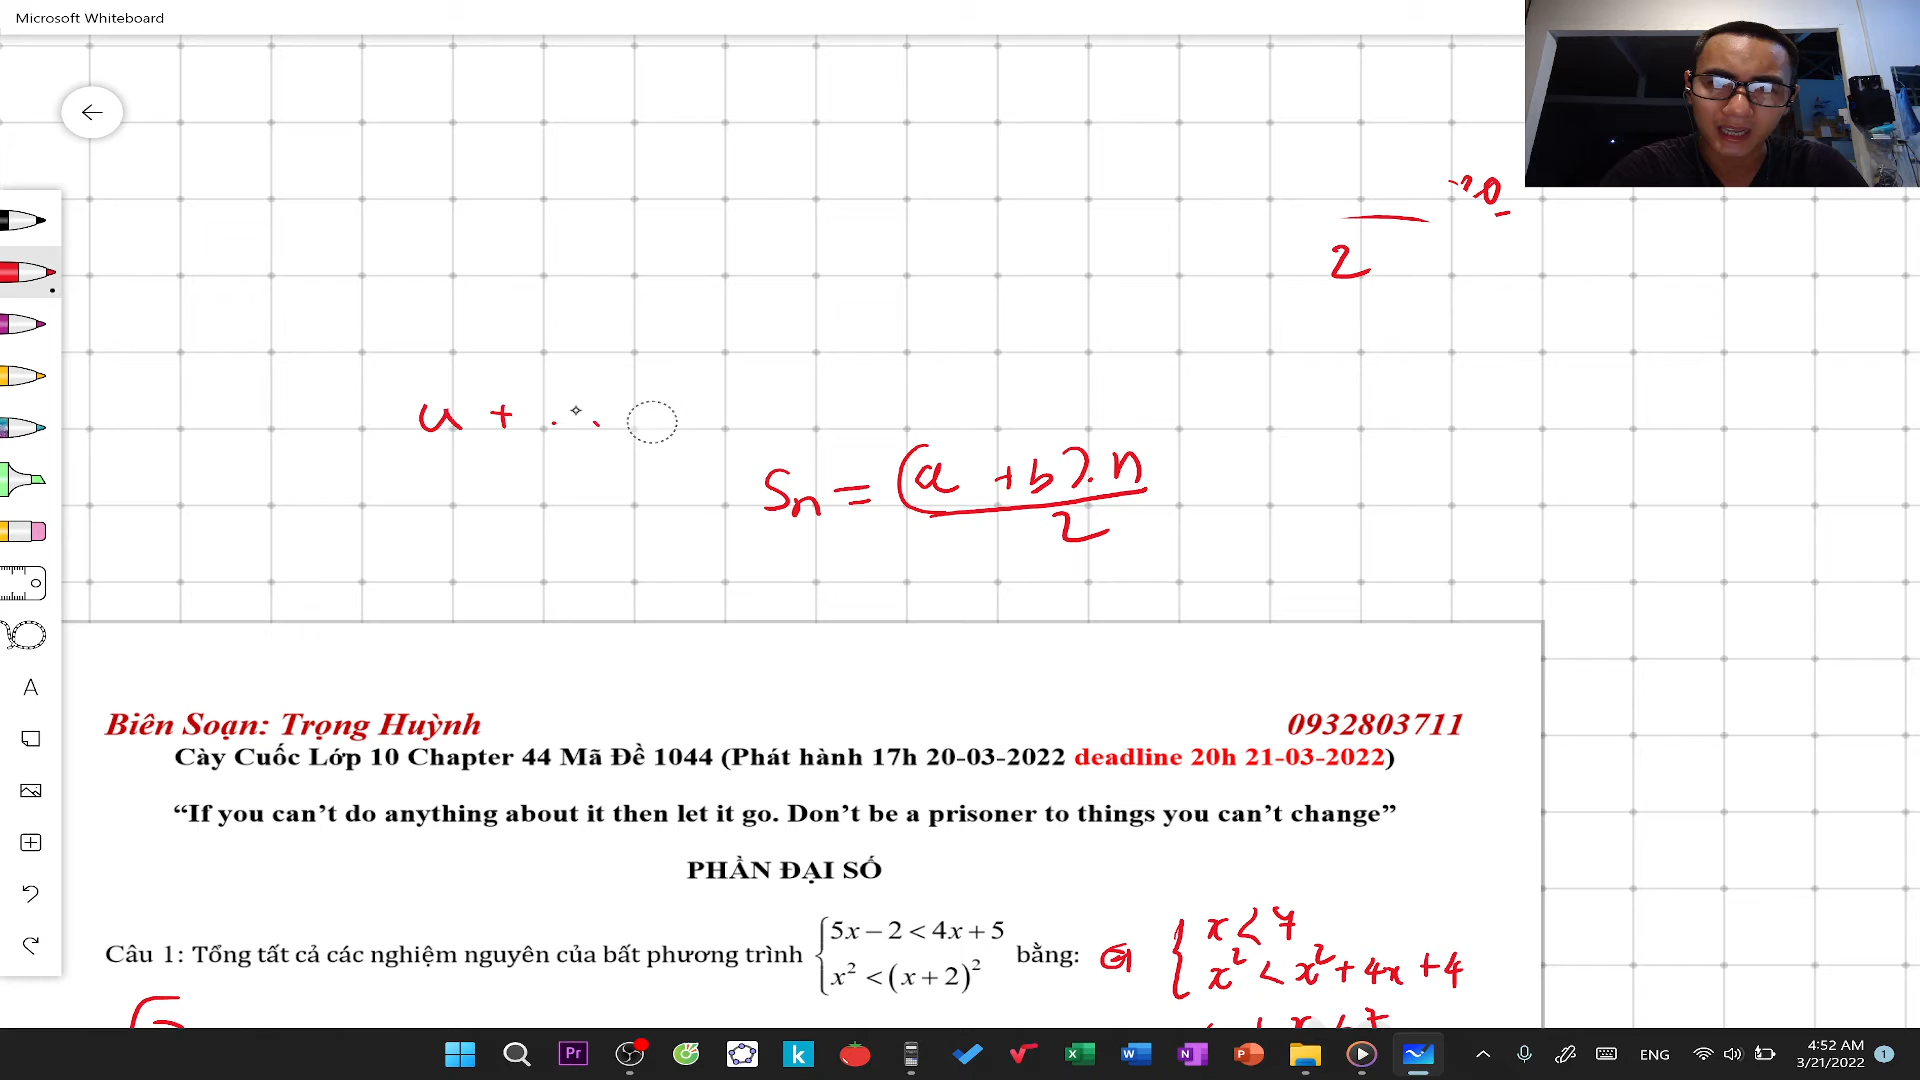 Microsoft Whiteboard
2
u + . . .
Sn = (a + b).n
2
Biên Soạn: Trọng Huỳnh 0932803711
Cày Cuốc Lớp 10 Chapter 44 Mã Đề 1044 (Phát hành 17h 20-03-2022 deadline 20h 21-03-2022)
“If you can’t do anything about it then let it go. Don’t be a prisoner to things you can’t change”
PHẦN ĐẠI SỐ
Câu 1: Tổng tất cả các nghiệm nguyên của bất phương trình { 5x − 2 < 4x + 5 bằng:
x² < (x + 2)²
x < 7
x² < x² + 4x + 4
A
Pr
k
ENG
4:52 AM
3/21/2022
1